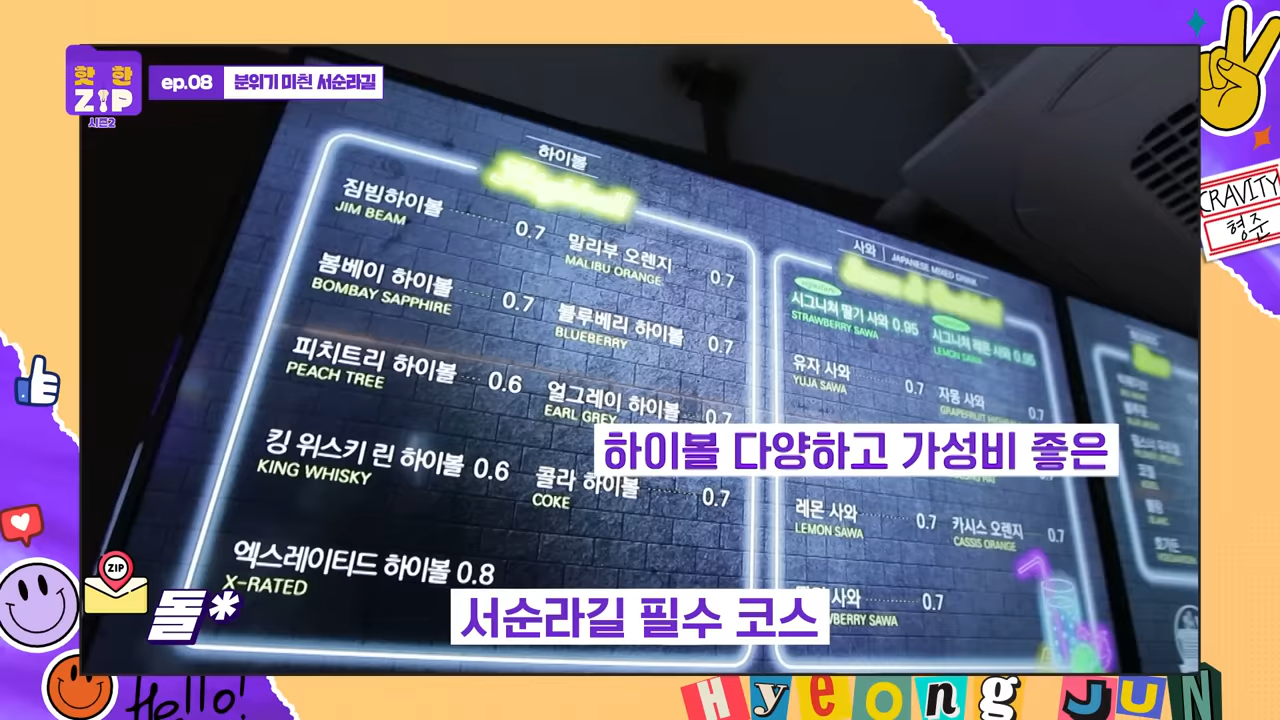 핫 한
ZIP
시즌2
ep.08 분위기 미친 서순라길
CRAVITY
형준
하이볼
짐빔하이볼 0.7
JIM BEAM
말리부 오렌지 0.7
MALIBU ORANGE
봄베이 하이볼 0.7
BOMBAY SAPPHIRE
블루베리 하이볼 0.7
BLUEBERRY
피치트리 하이볼 0.6
PEACH TREE
얼그레이 하이볼 0.7
EARL GREY
킹 위스키 린 하이볼 0.6
KING WHISKY
콜라 하이볼 0.7
COKE
엑스레이티드 하이볼 0.8
X-RATED
사와 JAPANESE MIXED DRINK
시그니쳐 딸기 사와 0.95
STRAWBERRY SAWA
시그니쳐 레몬 사와 0.95
LEMON SAWA
유자 사와 0.7
YUJA SAWA
자몽 사와 0.7
레몬 사와 0.7
LEMON SAWA
카시스 오렌지 0.7
CASSIS ORANGE
사와 0.7
하이볼 다양하고 가성비 좋은
서순라길 필수 코스
ZIP
돌*
Hello!
Hyeong JUN